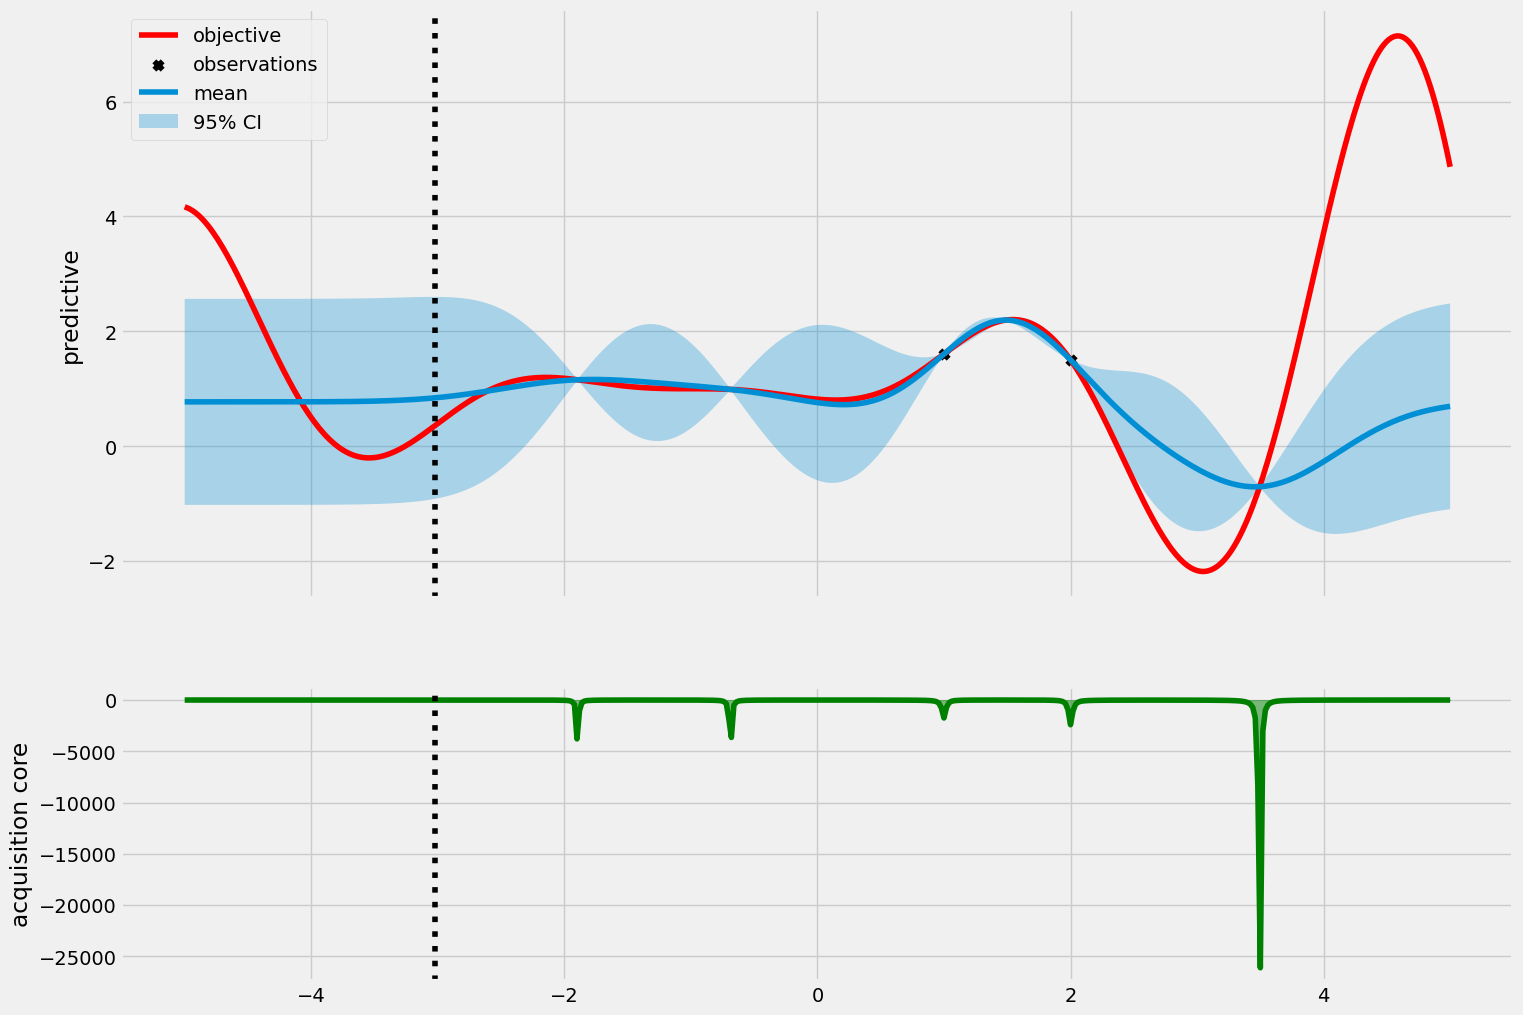 objective
observations
mean
95% CI
predictive
6
4
2
0
−2
acquisition core
0
−5000
−10000
−15000
−20000
−25000
−4
−2
0
2
4